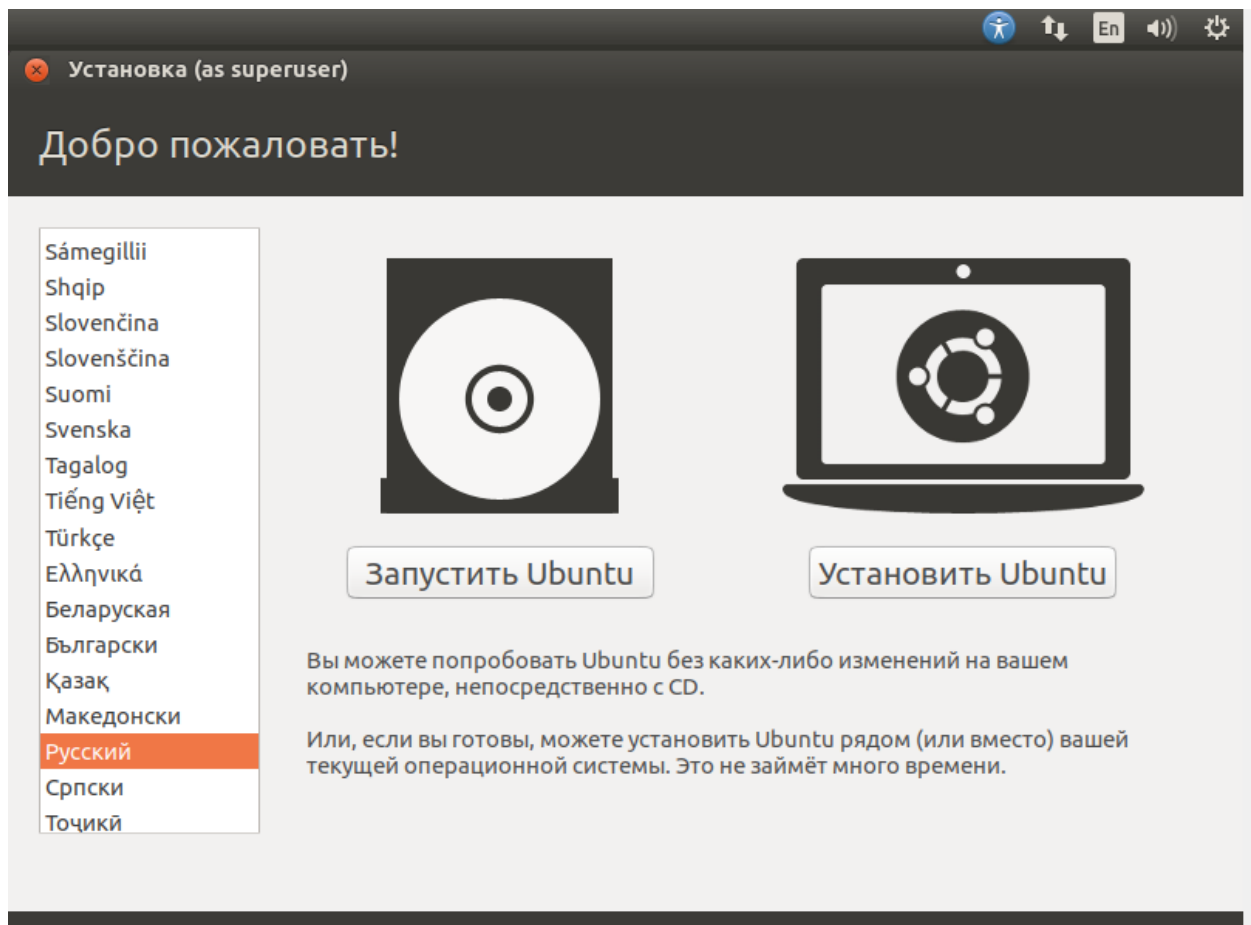 En
Установка (as superuser)
Добро пожаловать!
Sámegillii
Shqip
Slovenčina
Slovenščina
Suomi
Svenska
Tagalog
Tiếng Việt
Türkçe
Ελληνικά
Беларуская
Български
Қазақ
Македонски
Русский
Српски
Тоҷикӣ
Запустить Ubuntu
Установить Ubuntu
Вы можете попробовать Ubuntu без каких-либо изменений на вашем
компьютере, непосредственно с CD.
Или, если вы готовы, можете установить Ubuntu рядом (или вместо) вашей
текущей операционной системы. Это не займёт много времени.